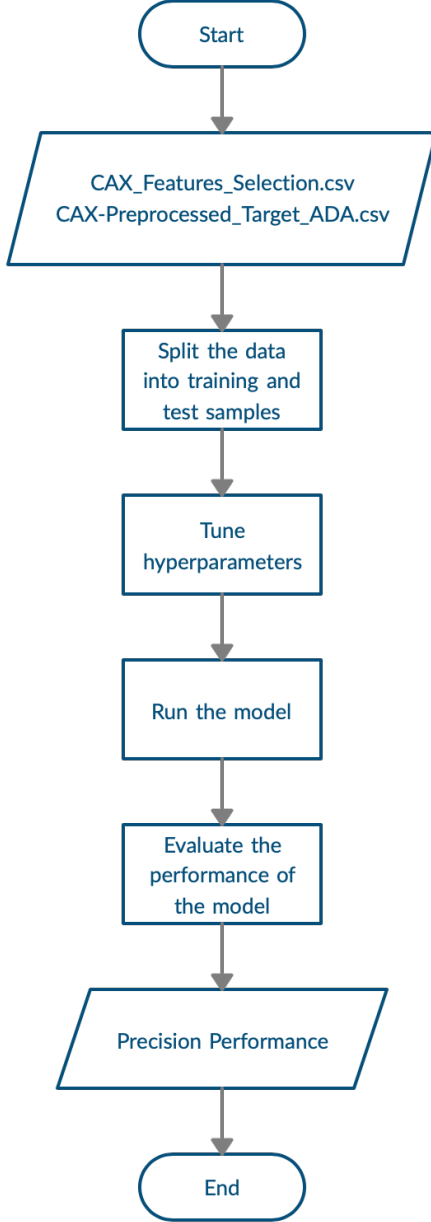 Start
CAX_Features_Selection.csv
CAX-Preprocessed_Target_ADA.csv
Split the data
into training and
test samples
Tune
hyperparameters
Run the model
Evaluate the
performance of
the model
Precision Performance
End